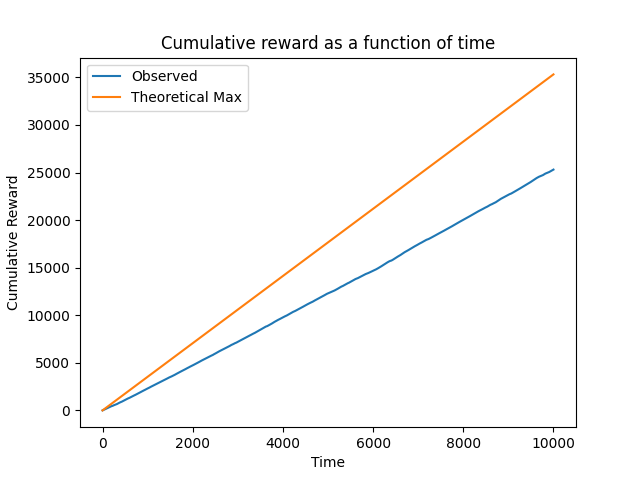 Cumulative reward as a function of time
Observed
Theoretical Max
35000
30000
25000
20000
15000
10000
5000
0
Cumulative Reward
0 2000 4000 6000 8000 10000
Time